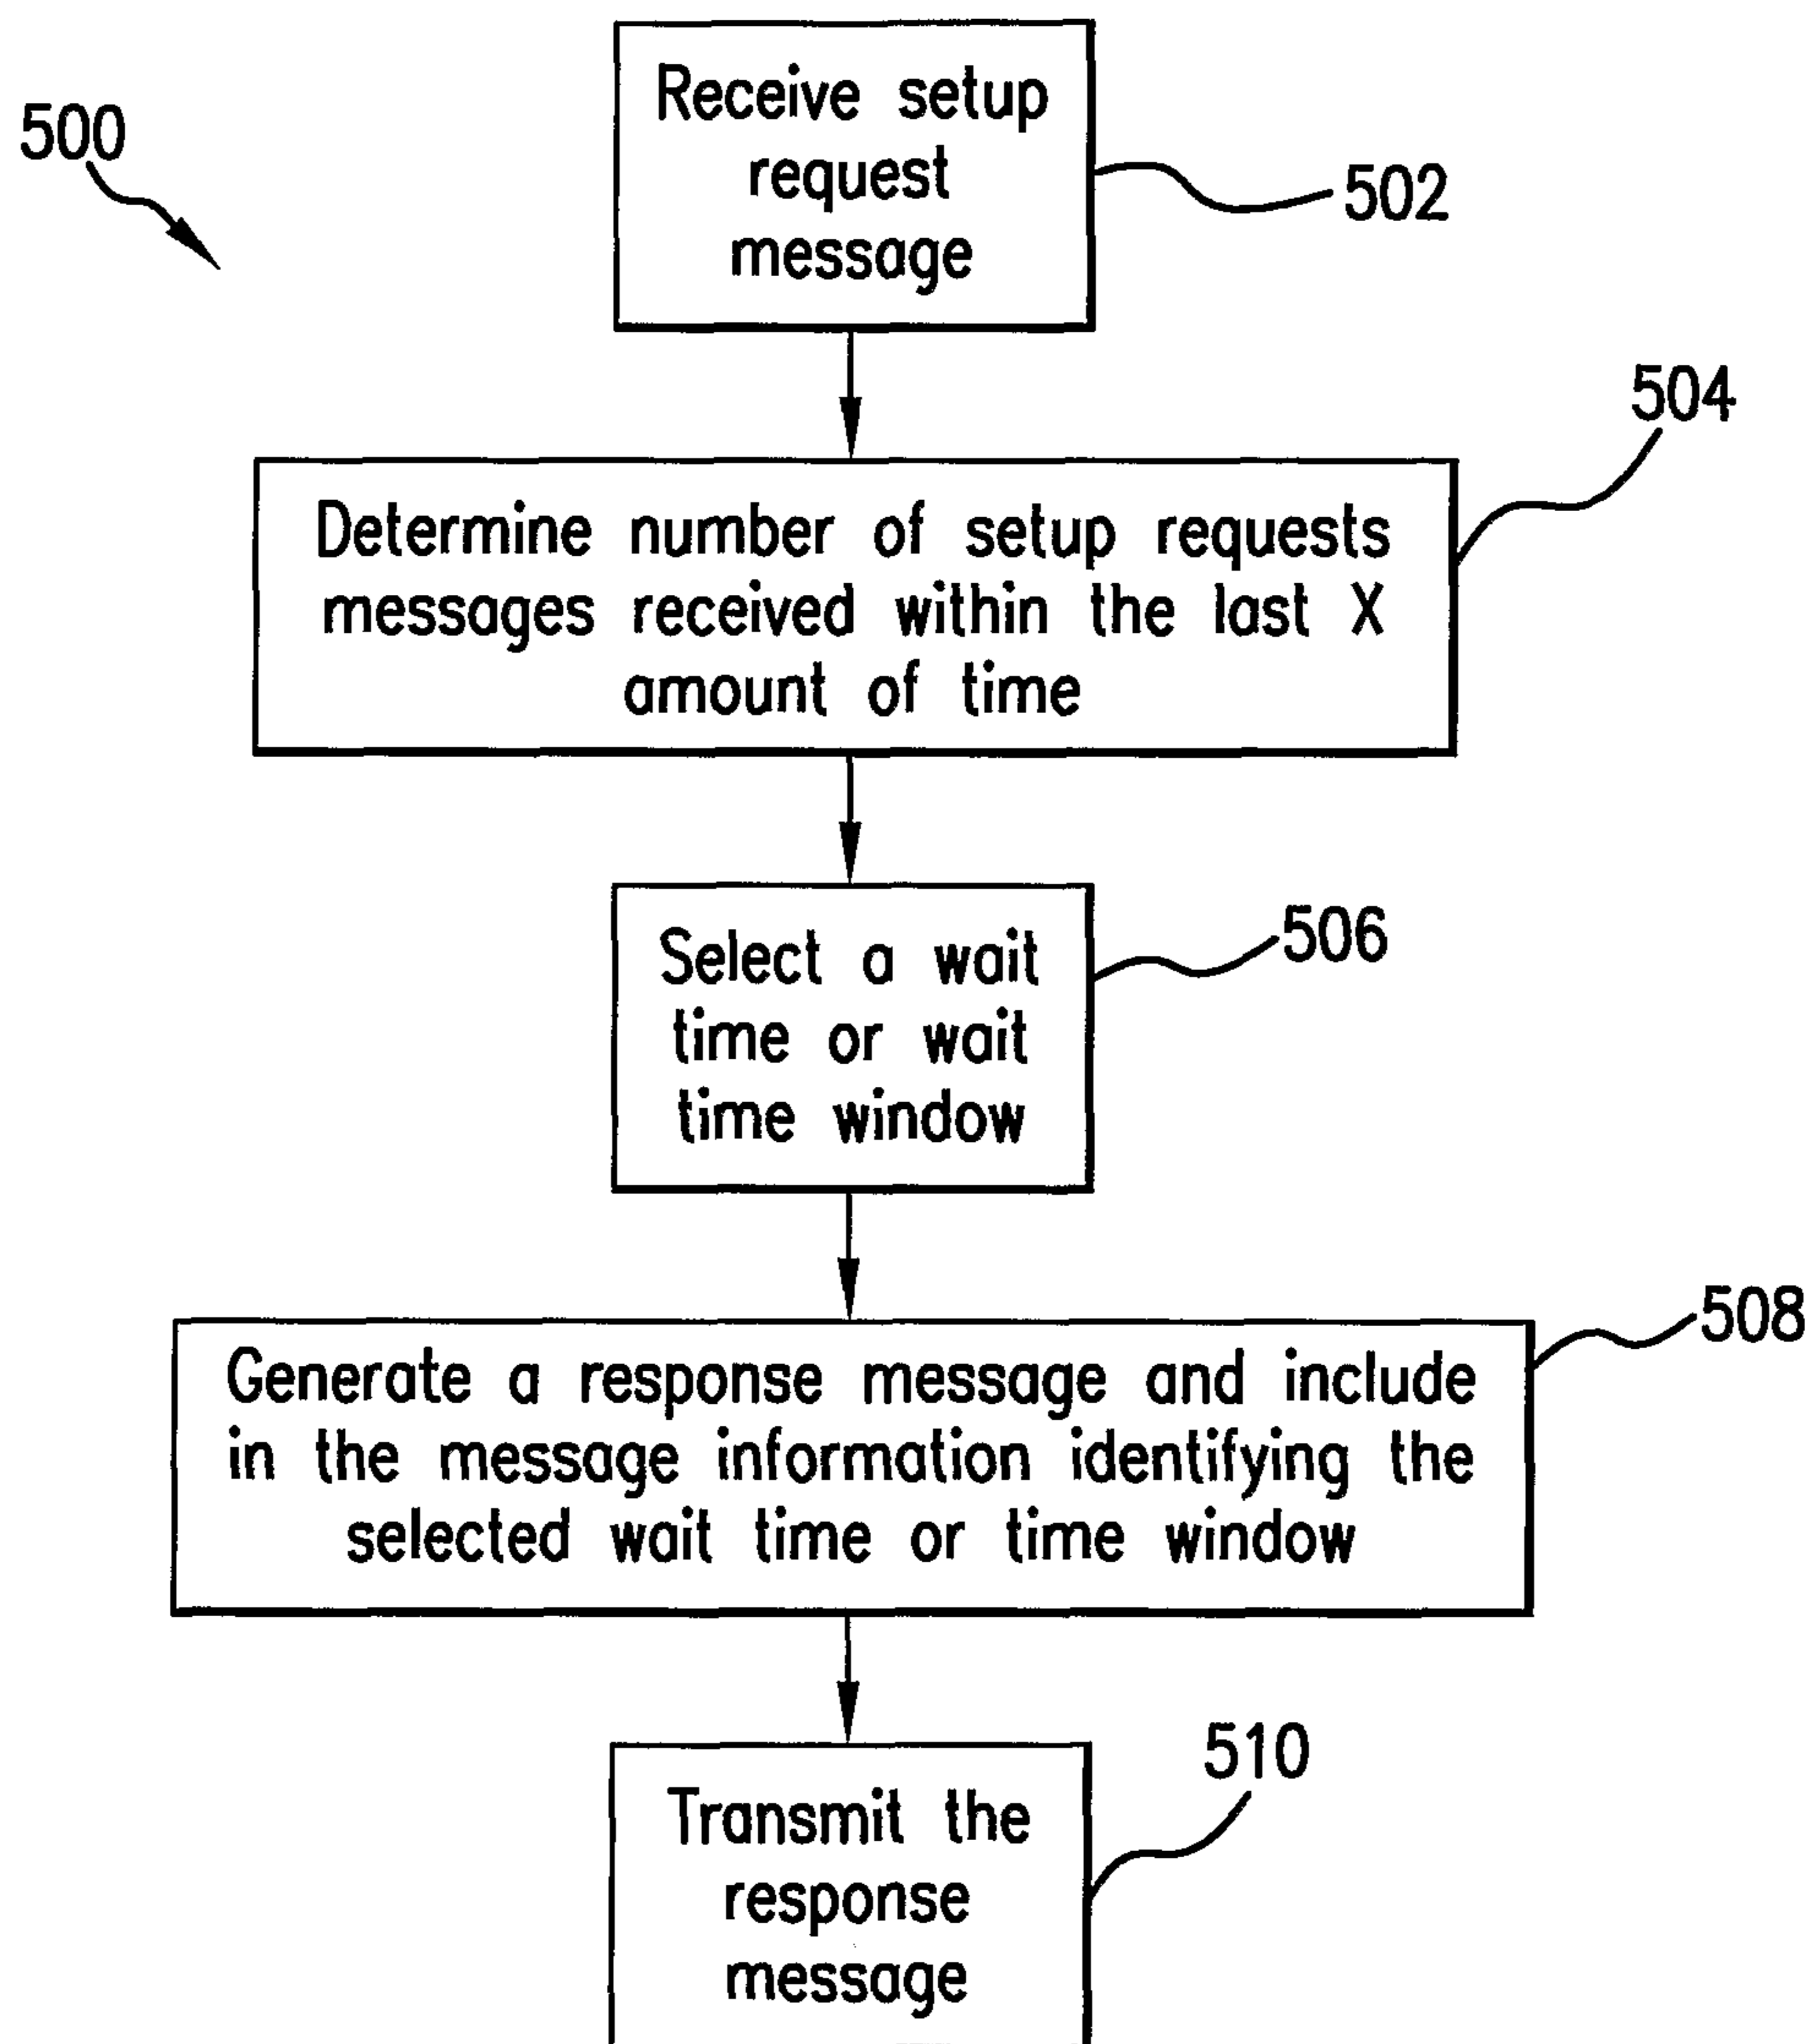 500
Receive setup
request
message
502
504
Determine number of setup requests
messages received within the last X
amount of time
506
Select a wait
time or wait
time window
508
Generate a response message and include
in the message information identifying the
selected wait time or time window
510
Transmit the
response
message